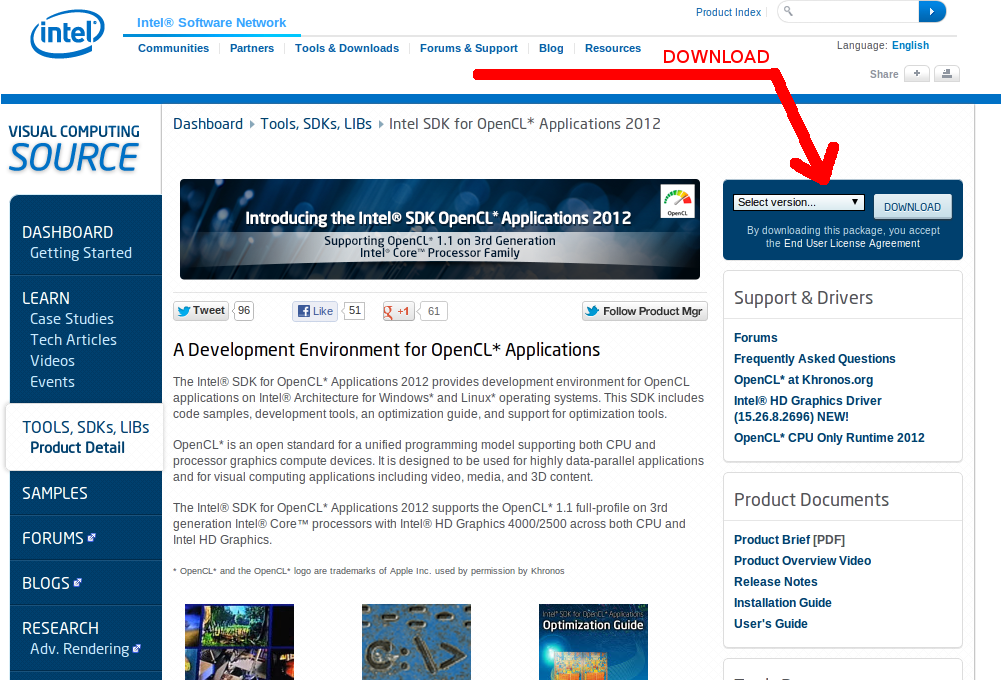 Product Index
intel
Intel® Software Network
Communities Partners Tools & Downloads Forums & Support Blog Resources
Language: English
DOWNLOAD
Share +
VISUAL COMPUTING
SOURCE
Dashboard Tools, SDKs, LIBs Intel SDK for OpenCL* Applications 2012
DASHBOARD
Getting Started
LEARN
Case Studies
Tech Articles
Videos
Events
TOOLS, SDKs, LIBs
Product Detail
SAMPLES
FORUMS
BLOGS
RESEARCH
Adv. Rendering
Introducing the Intel® SDK OpenCL* Applications 2012
Supporting OpenCL* 1.1 on 3rd Generation
Intel® Core™ Processor Family
OpenCL
Tweet 96 Like 51 +1 61 Follow Product Mgr
A Development Environment for OpenCL* Applications
The Intel® SDK for OpenCL* Applications 2012 provides development environment for OpenCL
applications on Intel® Architecture for Windows* and Linux* operating systems. This SDK includes
code samples, development tools, an optimization guide, and support for optimization tools.
OpenCL* is an open standard for a unified programming model supporting both CPU and
processor graphics compute devices. It is designed to be used for highly data-parallel applications
and for visual computing applications including video, media, and 3D content.
The Intel® SDK for OpenCL* Applications 2012 supports the OpenCL* 1.1 full-profile on 3rd
generation Intel® Core™ processors with Intel® HD Graphics 4000/2500 across both CPU and
Intel HD Graphics.
* OpenCL* and the OpenCL* logo are trademarks of Apple Inc. used by permission by Khronos
C:\>
Intel® SDK for OpenCL* Applications
Optimization Guide
Select version... DOWNLOAD
By downloading this package, you accept
the End User License Agreement
Support & Drivers
Forums
Frequently Asked Questions
OpenCL* at Khronos.org
Intel® HD Graphics Driver
(15.26.8.2696) NEW!
OpenCL* CPU Only Runtime 2012
Product Documents
Product Brief [PDF]
Product Overview Video
Release Notes
Installation Guide
User's Guide